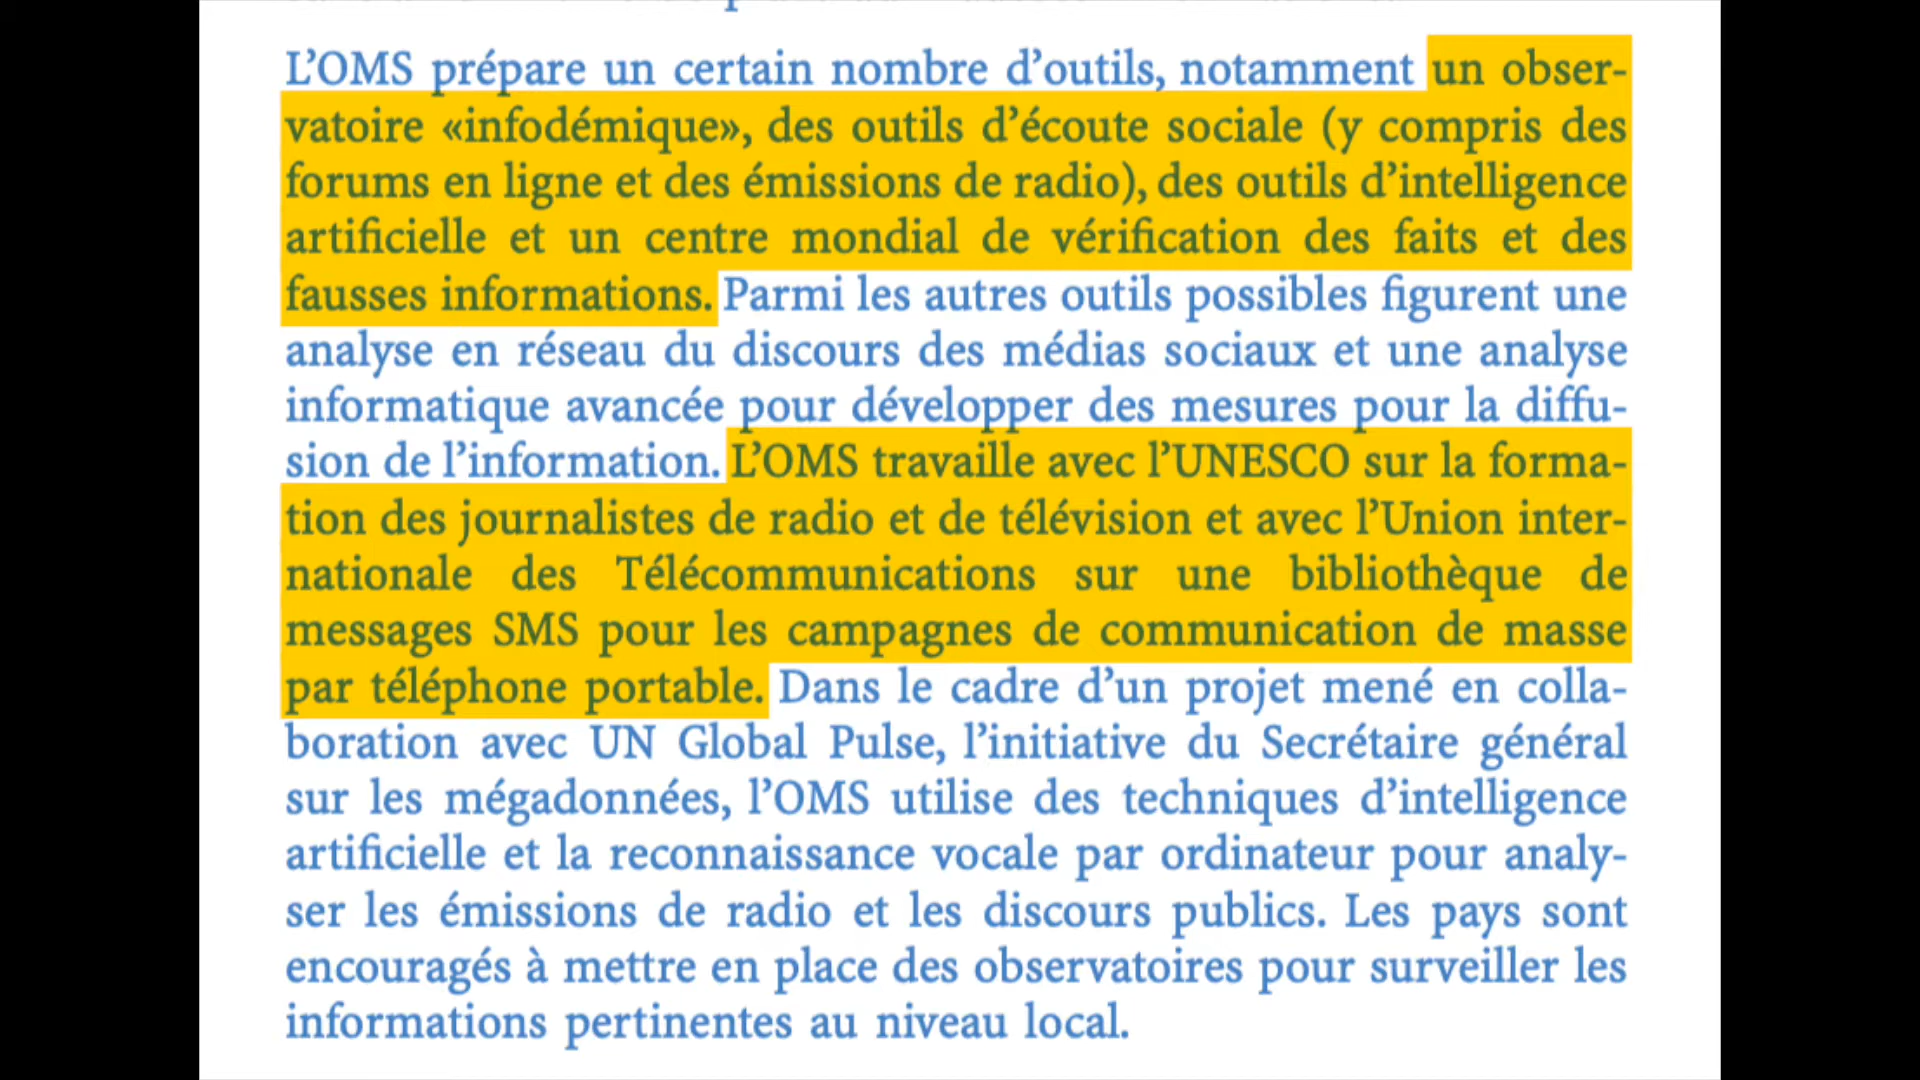 L’OMS prépare un certain nombre d’outils, notamment un obser-
vatoire «infodémique», des outils d’écoute sociale (y compris des
forums en ligne et des émissions de radio), des outils d’intelligence
artificielle et un centre mondial de vérification des faits et des
fausses informations. Parmi les autres outils possibles figurent une
analyse en réseau du discours des médias sociaux et une analyse
informatique avancée pour développer des mesures pour la diffu-
sion de l’information. L’OMS travaille avec l’UNESCO sur la forma-
tion des journalistes de radio et de télévision et avec l’Union inter-
nationale des Télécommunications sur une bibliothèque de
messages SMS pour les campagnes de communication de masse
par téléphone portable. Dans le cadre d’un projet mené en colla-
boration avec UN Global Pulse, l’initiative du Secrétaire général
sur les mégadonnées, l’OMS utilise des techniques d’intelligence
artificielle et la reconnaissance vocale par ordinateur pour analy-
ser les émissions de radio et les discours publics. Les pays sont
encouragés à mettre en place des observatoires pour surveiller les
informations pertinentes au niveau local.